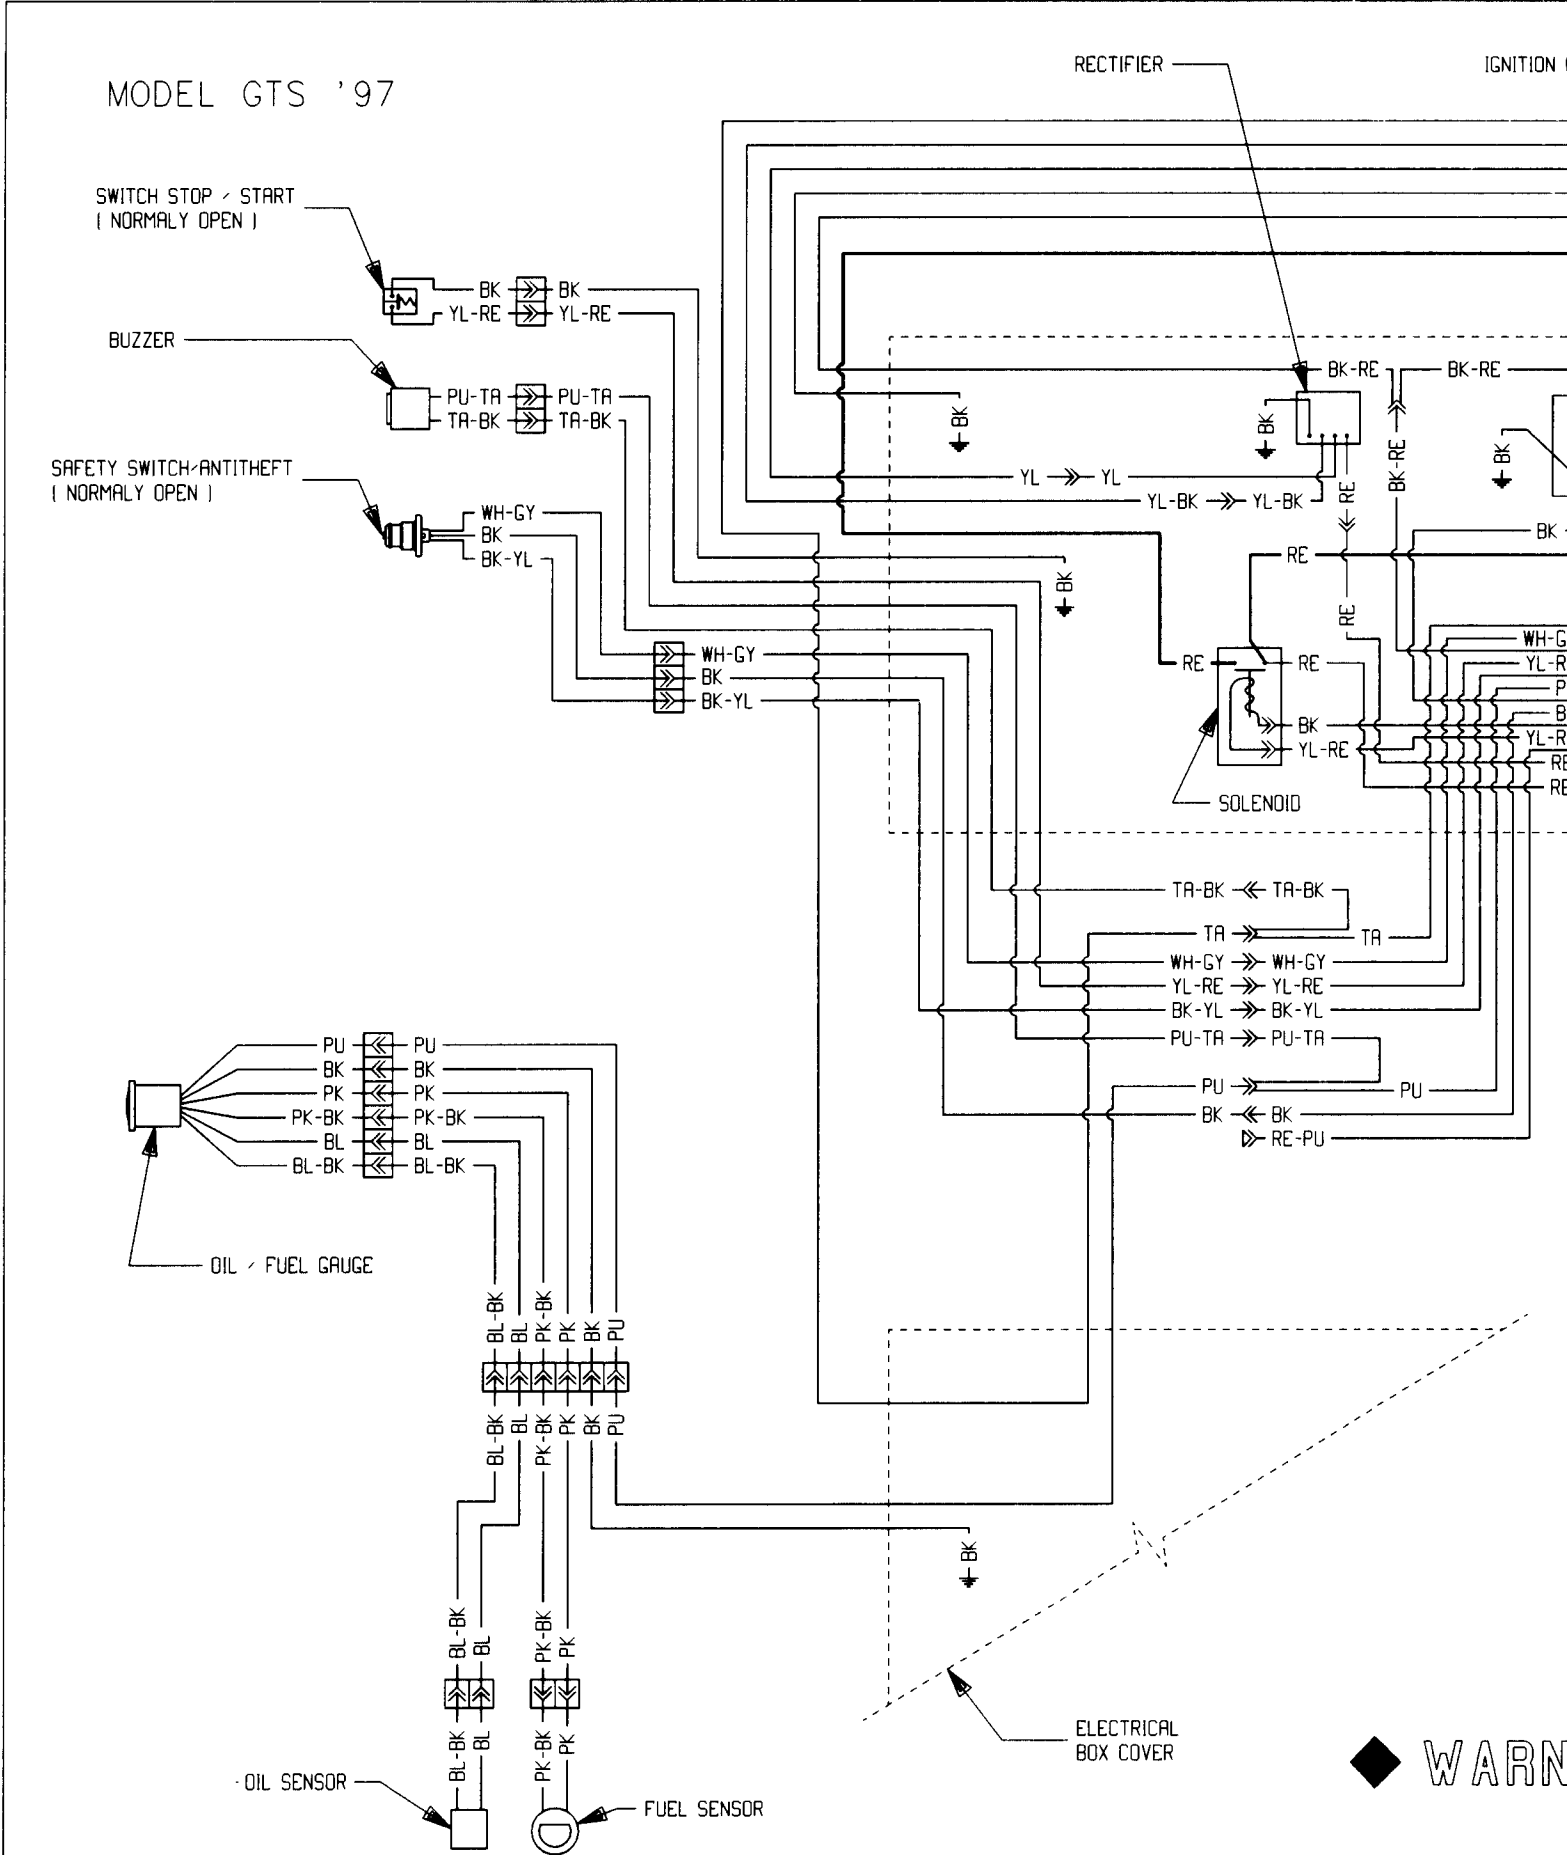 RECTIFIER
IGNITION
MODEL GTS '97
SWITCH STOP / START
( NORMALY OPEN )
BK BK
YL-RE YL-RE
BUZZER
PU-TA PU-TA
TA-BK TA-BK
BK-RE BK-RE
BK
BK
BK-RE
BK
SAFETY SWITCH/ANTITHEFT
( NORMALY OPEN )
YL YL
RE
YL-BK YL-BK
WH-GY
BK
BK-YL
BK
RE
BK
RE
WH-GY
BK
BK-YL
RE RE
WH-G
YL-R
P
B
YL-R
RE
RE
BK
YL-RE
SOLENOID
TA-BK TA-BK
TA TA
WH-GY WH-GY
YL-RE YL-RE
BK-YL BK-YL
PU-TA PU-TA
PU PU
BK BK
RE-PU
PU PU
BK BK
PK PK
PK-BK PK-BK
BL BL
BL-BK BL-BK
OIL / FUEL GAUGE
BL-BK BL PK-BK PK BK PU
BL-BK BL PK-BK PK BK PU
BK
BL-BK BL PK-BK PK
BL-BK BL PK-BK PK
ELECTRICAL
BOX COVER
WARN
OIL SENSOR
FUEL SENSOR